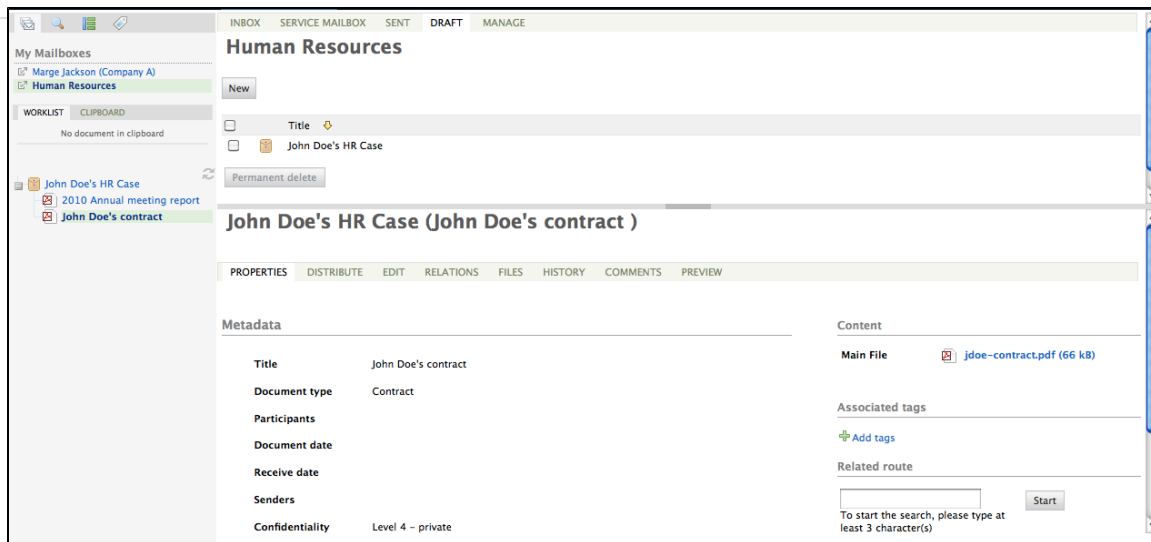 INBOX SERVICE MAILBOX SENT DRAFT MANAGE
My Mailboxes
Marge Jackson (Company A)
Human Resources
WORKLIST CLIPBOARD
No document in clipboard
John Doe's HR Case
2010 Annual meeting report
John Doe's contract
Human Resources
New
Title
John Doe's HR Case
Permanent delete
John Doe's HR Case (John Doe's contract )
PROPERTIES DISTRIBUTE EDIT RELATIONS FILES HISTORY COMMENTS PREVIEW
Metadata
Title John Doe's contract
Document type Contract
Participants
Document date
Receive date
Senders
Confidentiality Level 4 – private
Content
Main File jdoe-contract.pdf (66 kB)
Associated tags
Add tags
Related route
Start
To start the search, please type at
least 3 character(s)